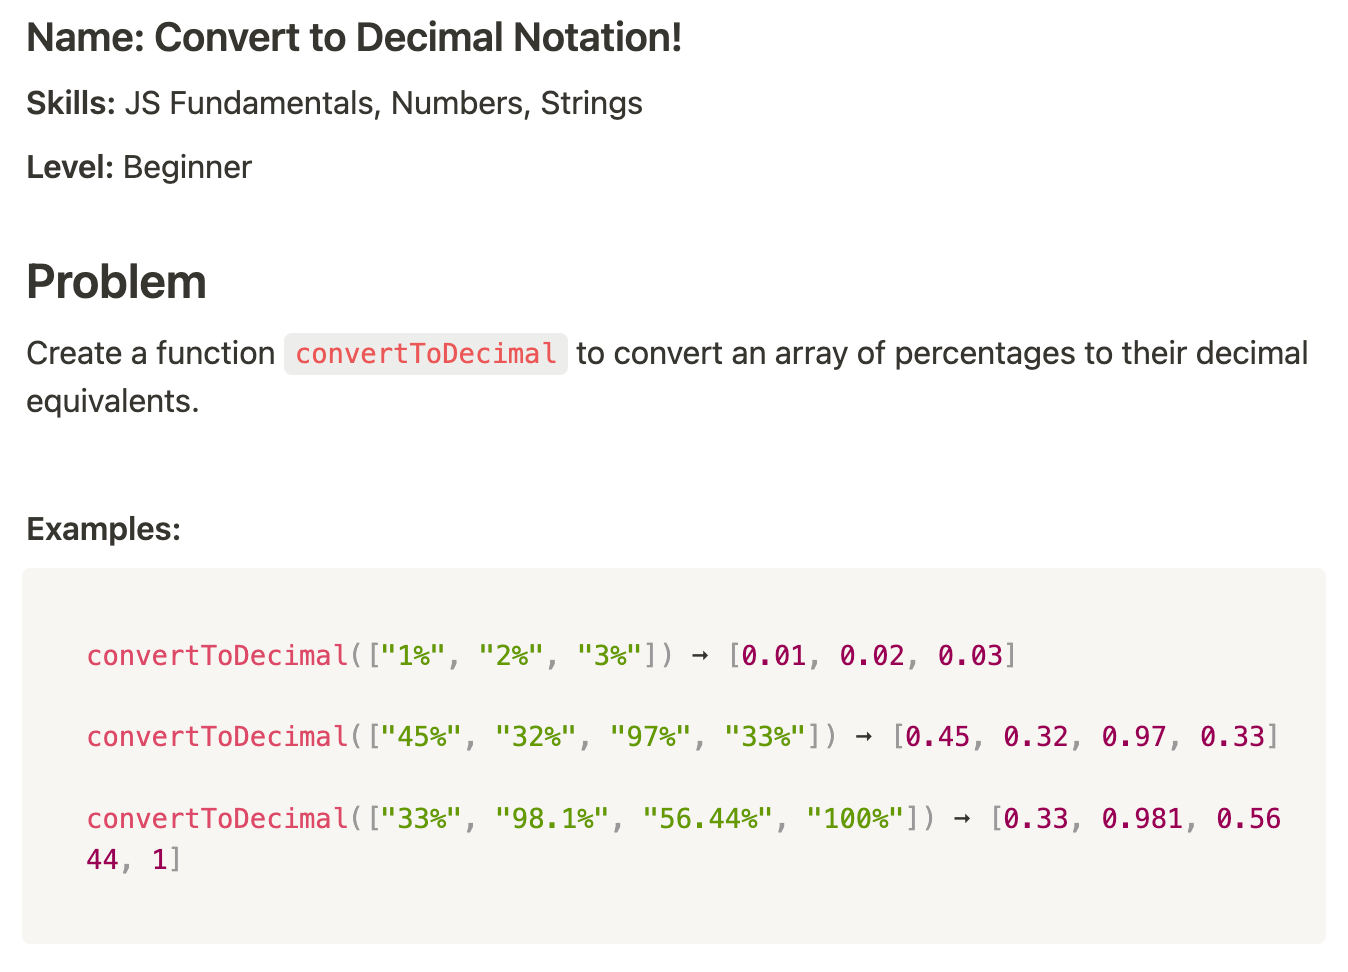 Name: Convert to Decimal Notation!
Skills: JS Fundamentals, Numbers, Strings
Level: Beginner
Problem
Create a function convertToDecimal to convert an array of percentages to their decimal
equivalents.
Examples:
convertToDecimal(["1%", "2%", "3%"]) → [0.01, 0.02, 0.03]
convertToDecimal(["45%", "32%", "97%", "33%"]) → [0.45, 0.32, 0.97, 0.33]
convertToDecimal(["33%", "98.1%", "56.44%", "100%"]) → [0.33, 0.981, 0.56
44, 1]